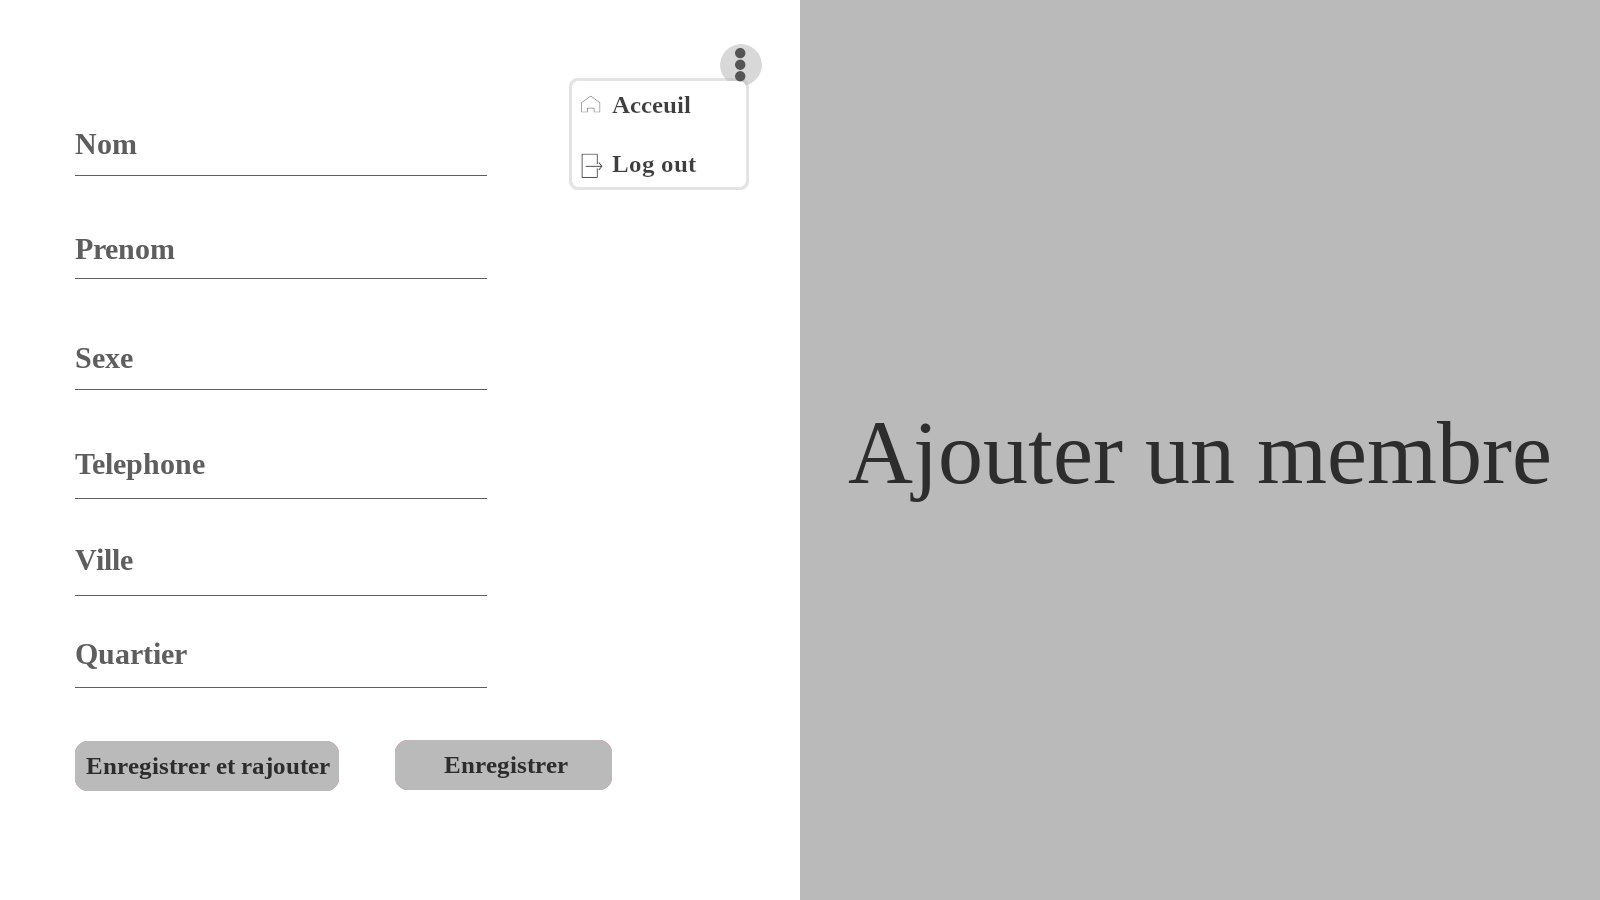 Acceuil
Log out
Nom
Prenom
Sexe
Telephone
Ville
Quartier
Enregistrer et rajouter
Enregistrer
Ajouter un membre